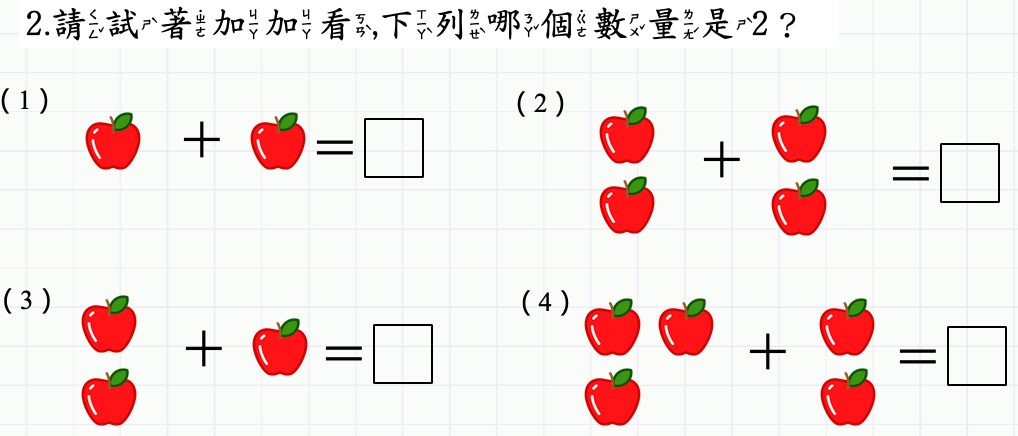 2.請試著加加看,下列哪個數量是2?
(1) + = (2) + =
(3) + = (4) + =